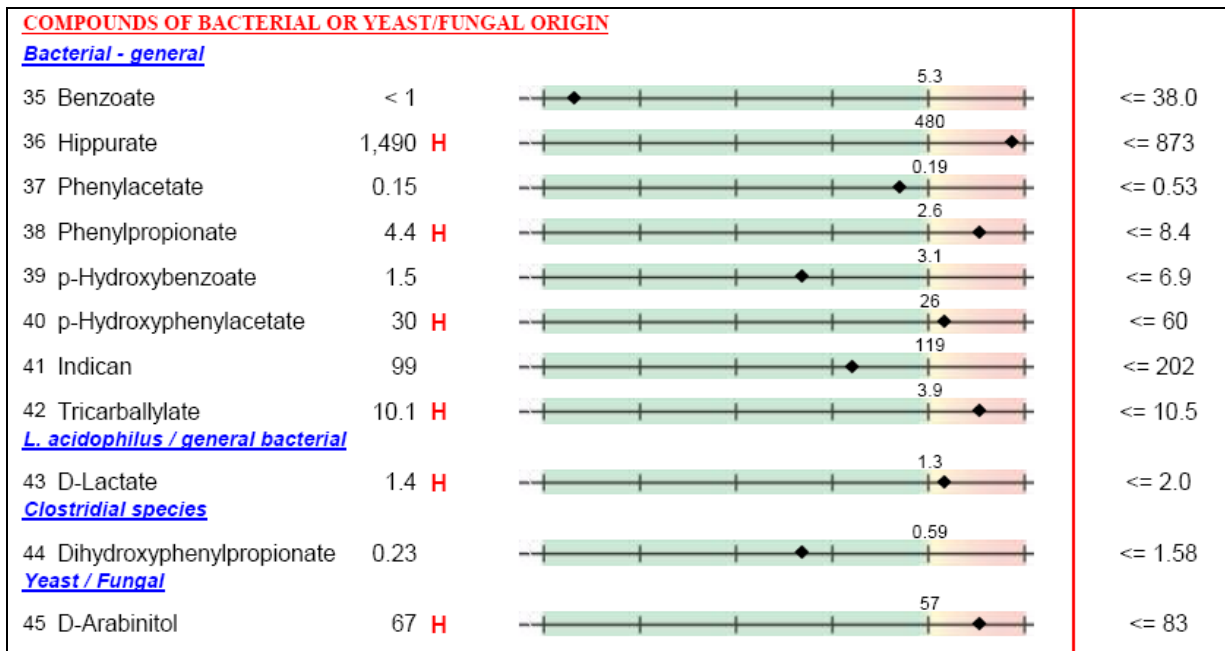 COMPOUNDS OF BACTERIAL OR YEAST/FUNGAL ORIGIN
Bacterial - general
5.3
35 Benzoate < 1 <= 38.0
480
36 Hippurate 1,490 H <= 873
0.19
37 Phenylacetate 0.15 <= 0.53
2.6
38 Phenylpropionate 4.4 H <= 8.4
3.1
39 p-Hydroxybenzoate 1.5 <= 6.9
26
40 p-Hydroxyphenylacetate 30 H <= 60
119
41 Indican 99 <= 202
3.9
42 Tricarballylate 10.1 H <= 10.5
L. acidophilus / general bacterial
1.3
43 D-Lactate 1.4 H <= 2.0
Clostridial species
0.59
44 Dihydroxyphenylpropionate 0.23 <= 1.58
Yeast / Fungal
57
45 D-Arabinitol 67 H <= 83